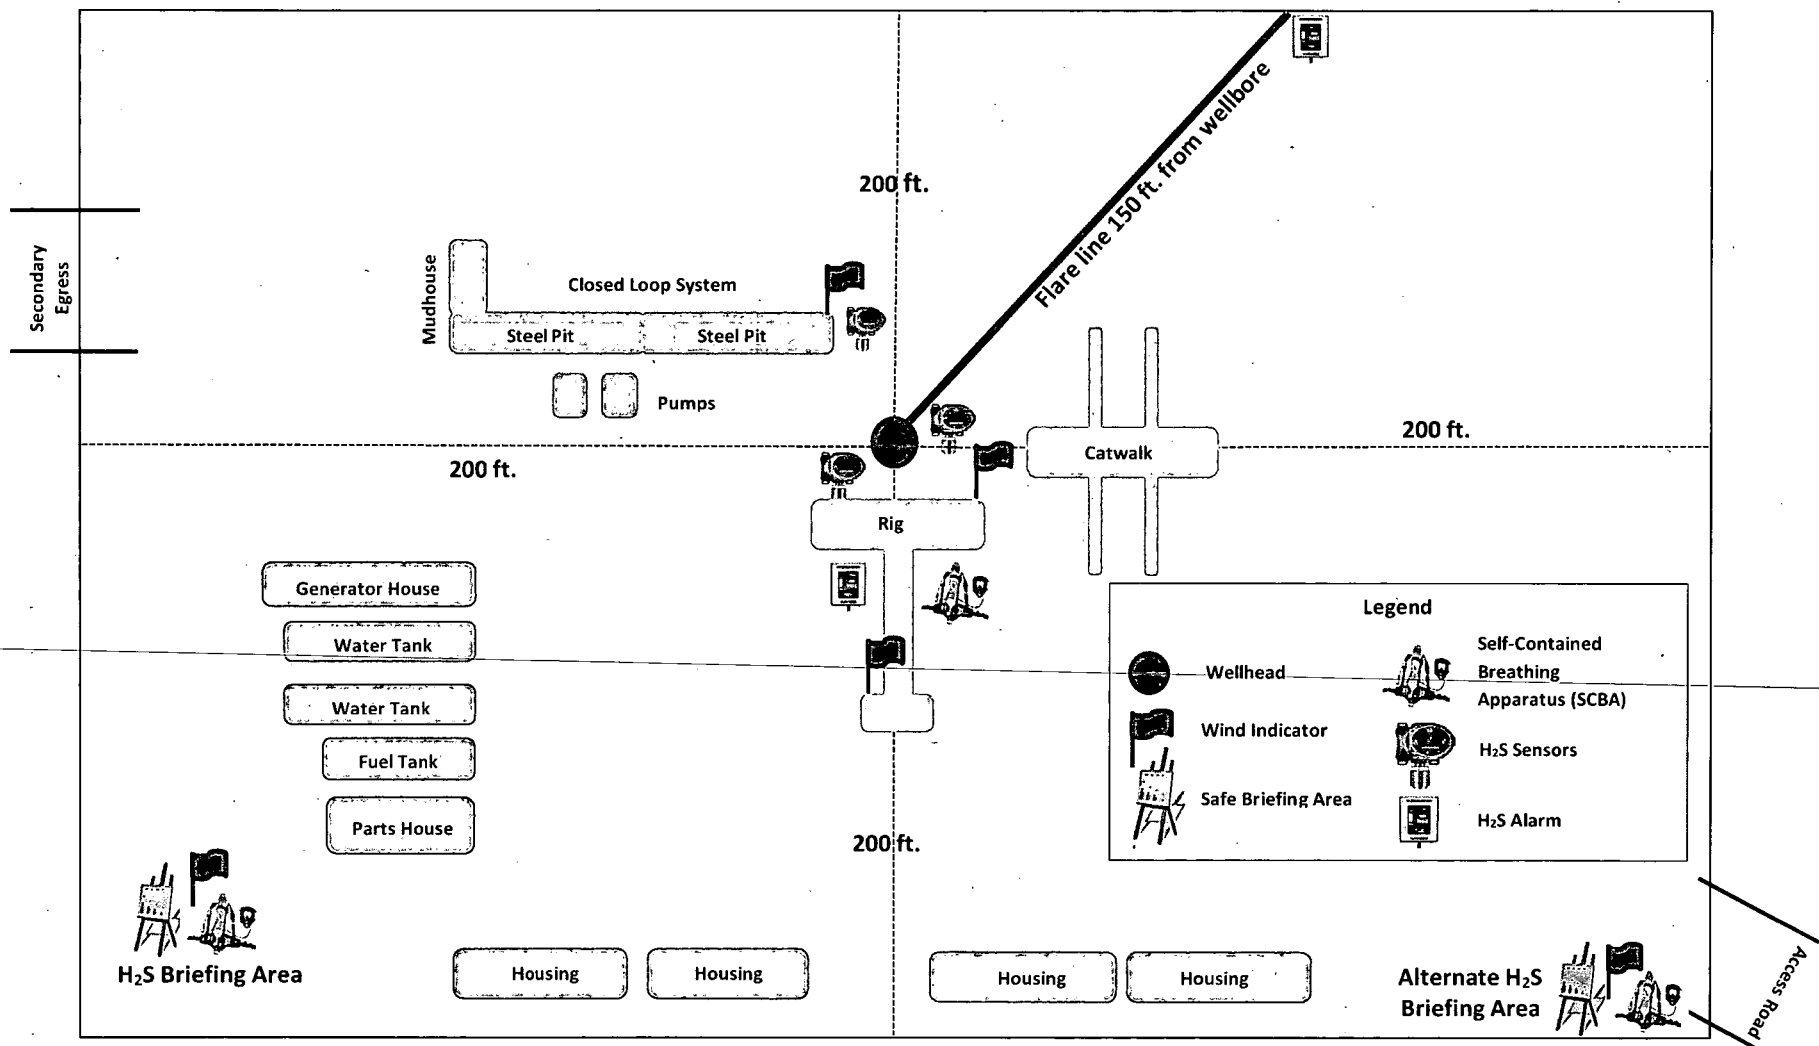 200 ft.
Flare line 150 ft. from wellbore
Secondary
Egress
Mudhouse
Closed Loop System
Steel Pit
Steel Pit
Pumps
200 ft.
200 ft.
Catwalk
Rig
Generator House
Water Tank
Water Tank
Fuel Tank
Parts House
200 ft.
Legend
Wellhead
Wind Indicator
Safe Briefing Area
Self-Contained
Breathing
Apparatus (SCBA)
H₂S Sensors
H₂S Alarm
H₂S Briefing Area
Housing
Housing
Housing
Housing
Alternate H₂S
Briefing Area
Access Road